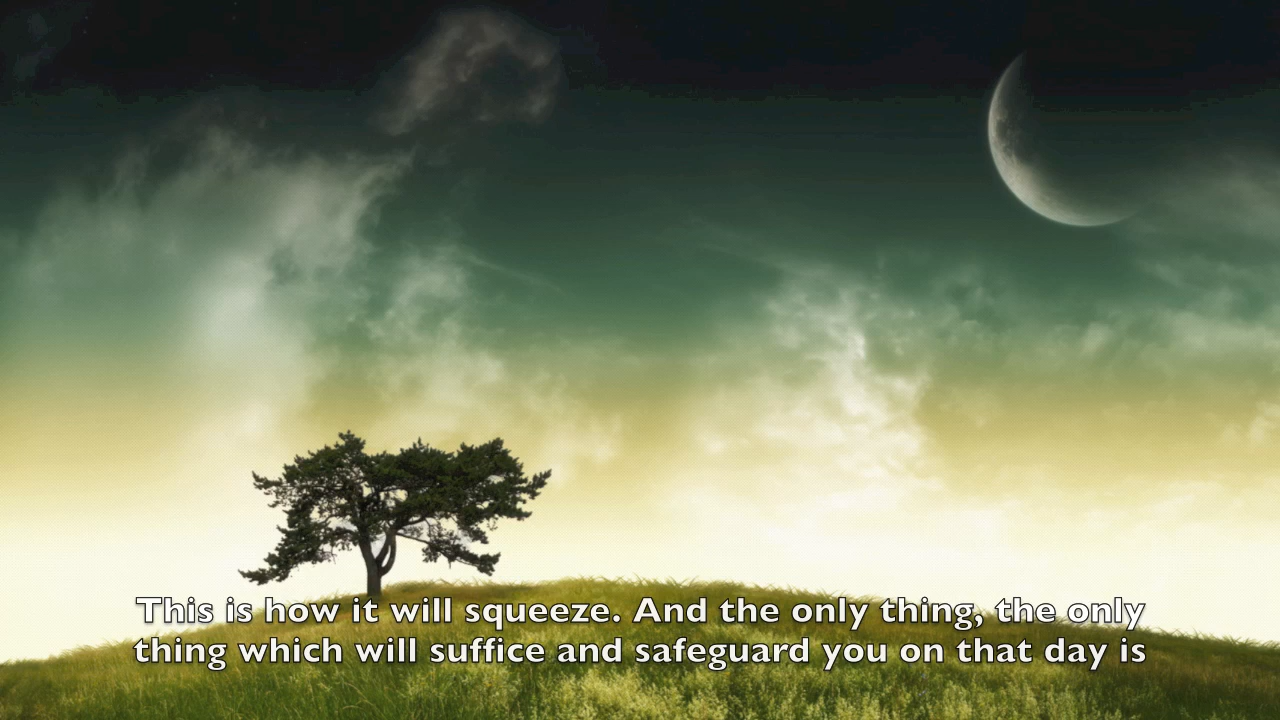 This is how it will squeeze. And the only thing, the only
thing which will suffice and safeguard you on that day is